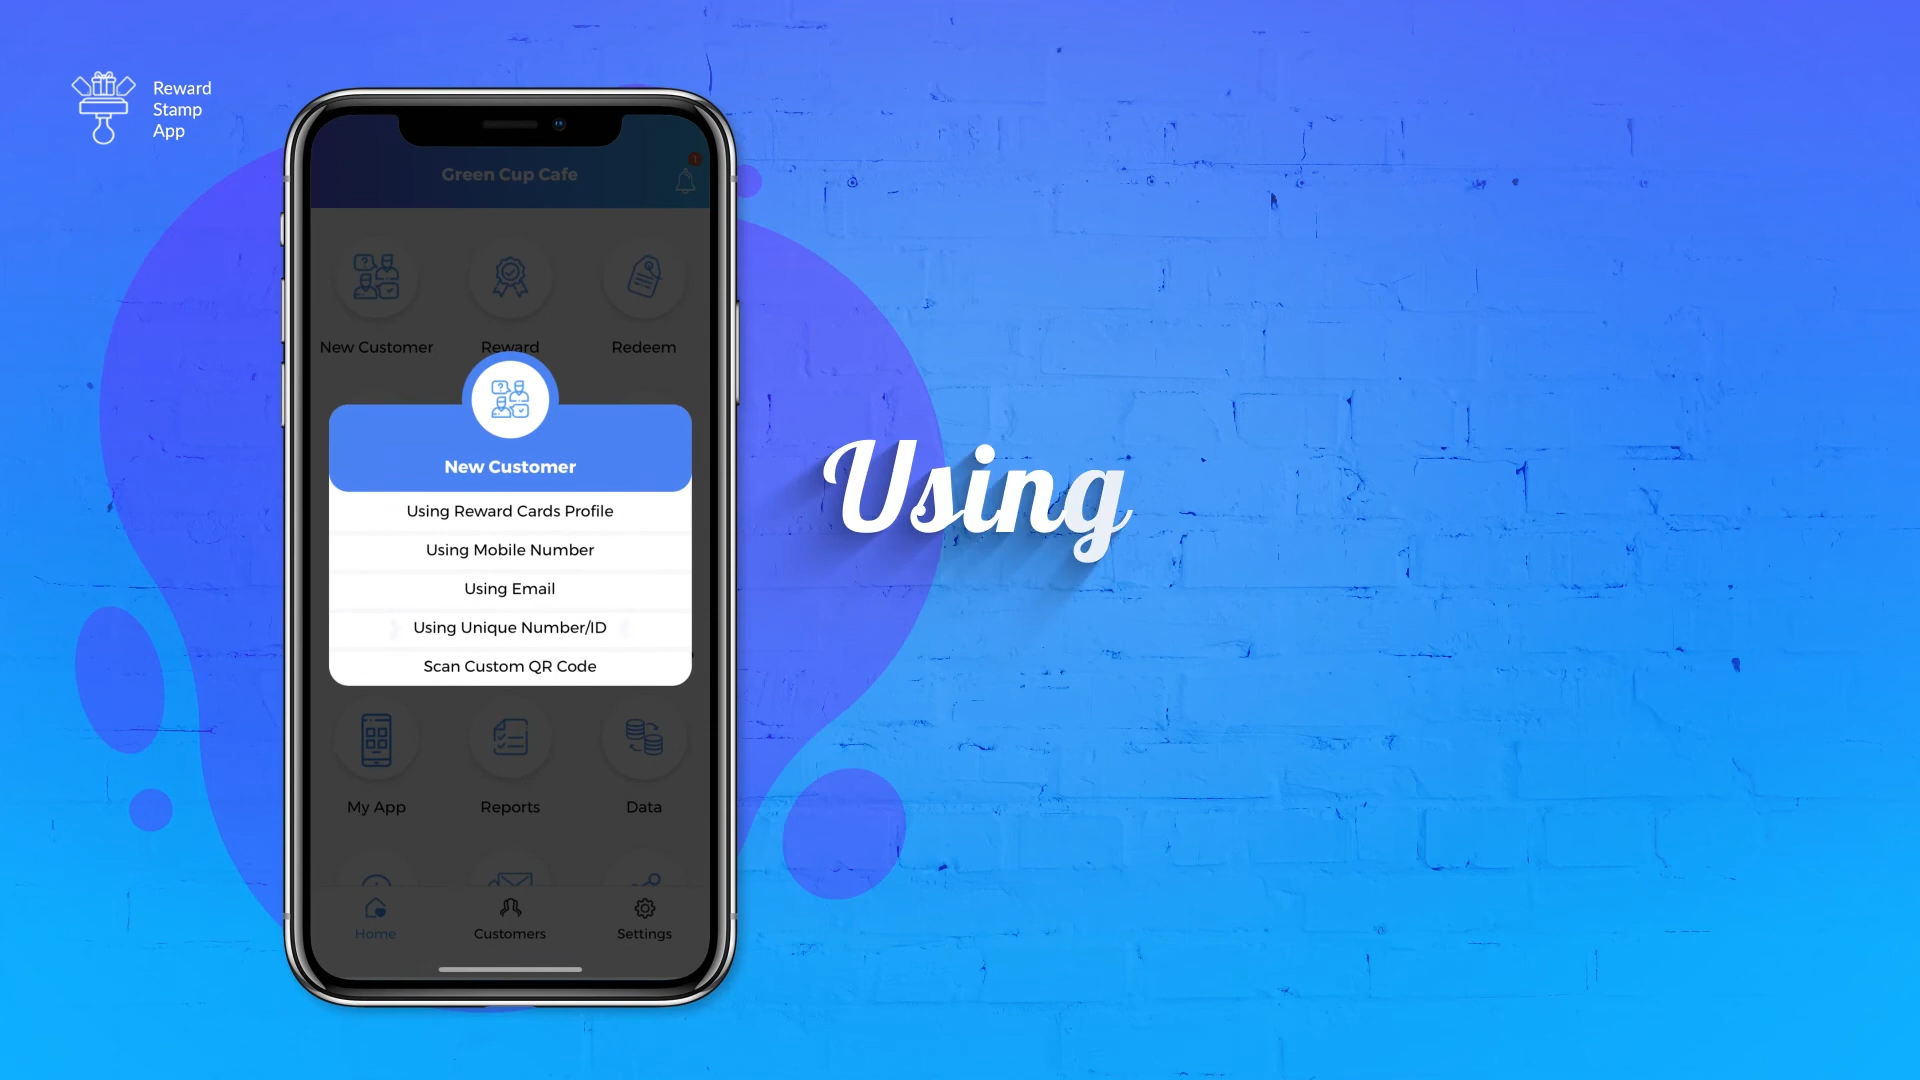 Reward
Stamp
App
Green Cup Cafe
1
New Customer
Reward
Redeem
New Customer
Using Reward Cards Profile
Using Mobile Number
Using Email
Using Unique Number/ID
Scan Custom QR Code
Using
My App
Reports
Data
Home
Customers
Settings